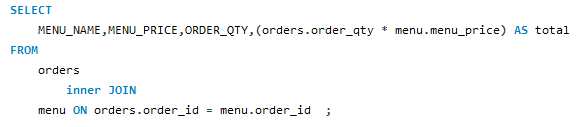 SELECT
MENU_NAME,MENU_PRICE,ORDER_QTY,(orders.order_qty * menu.menu_price) AS total
FROM
orders
inner JOIN
menu ON orders.order_id = menu.order_id ;